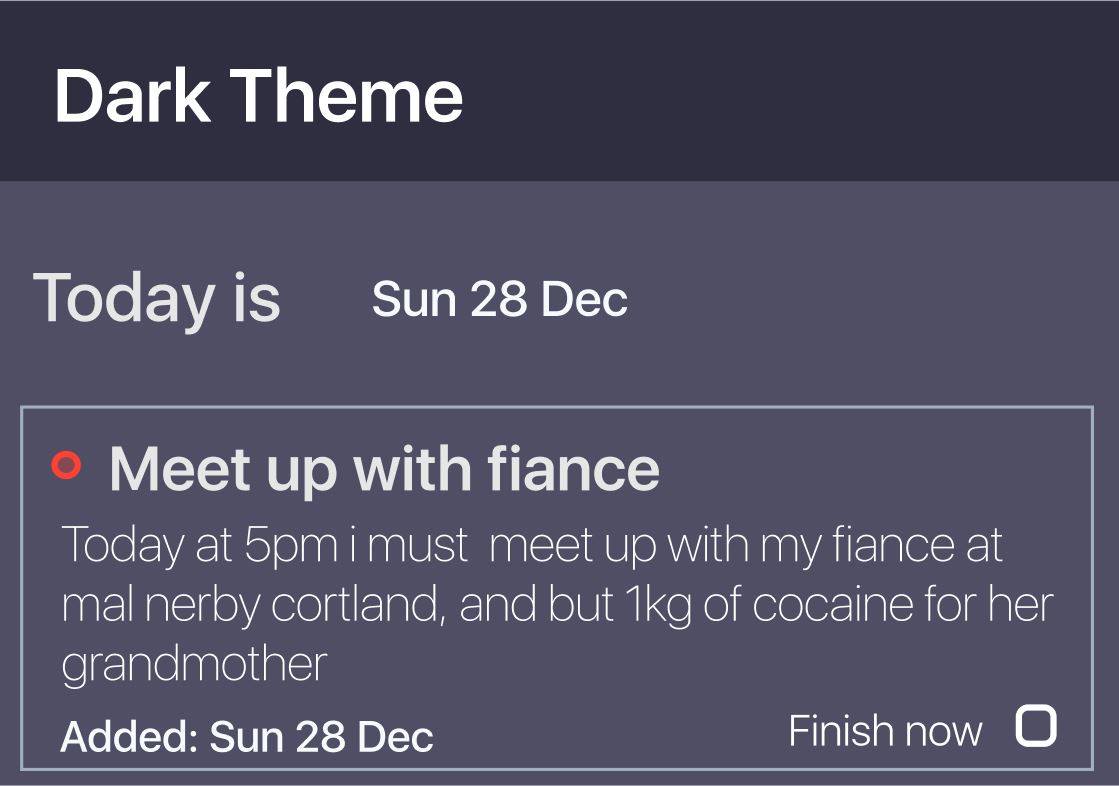 Dark Theme
Today is Sun 28 Dec
Meet up with fiance
Today at 5pm i must  meet up with my fiance at
mal nerby cortland, and but 1kg of cocaine for her
grandmother
Added: Sun 28 Dec
Finish now